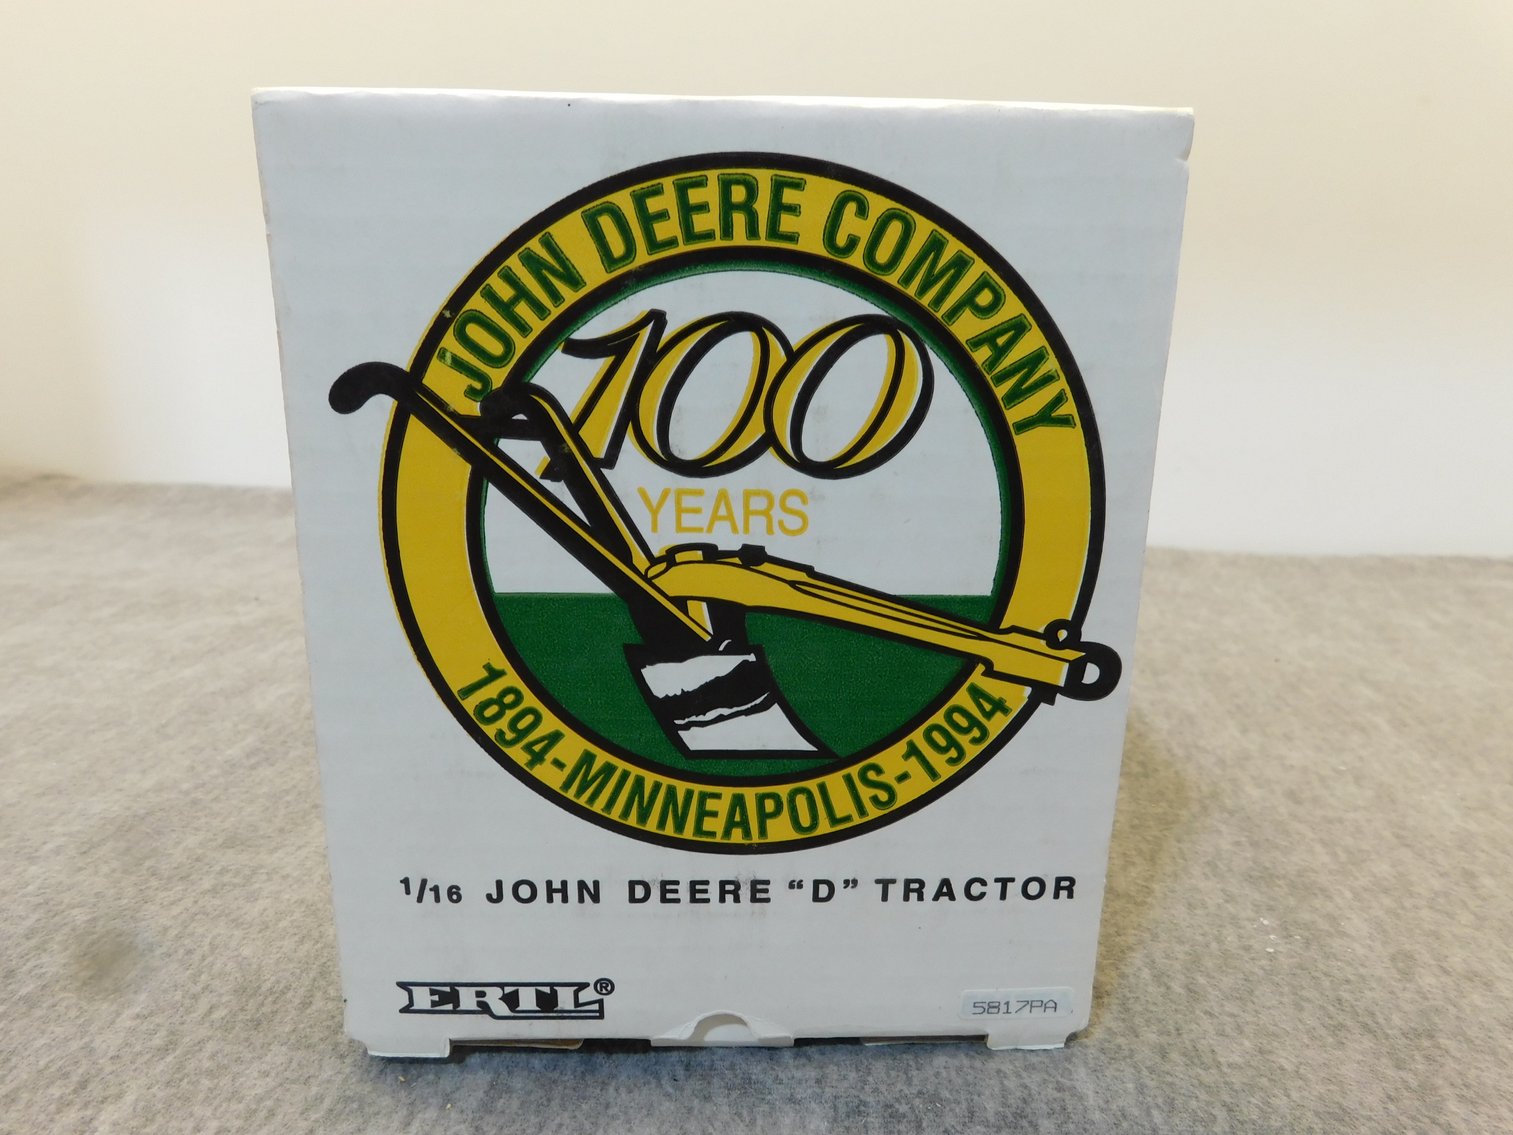 JOHN DEERE COMPANY
100
YEARS
1894-MINNEAPOLIS-1994
1/16 JOHN DEERE “D” TRACTOR
ERTL®
5817PA